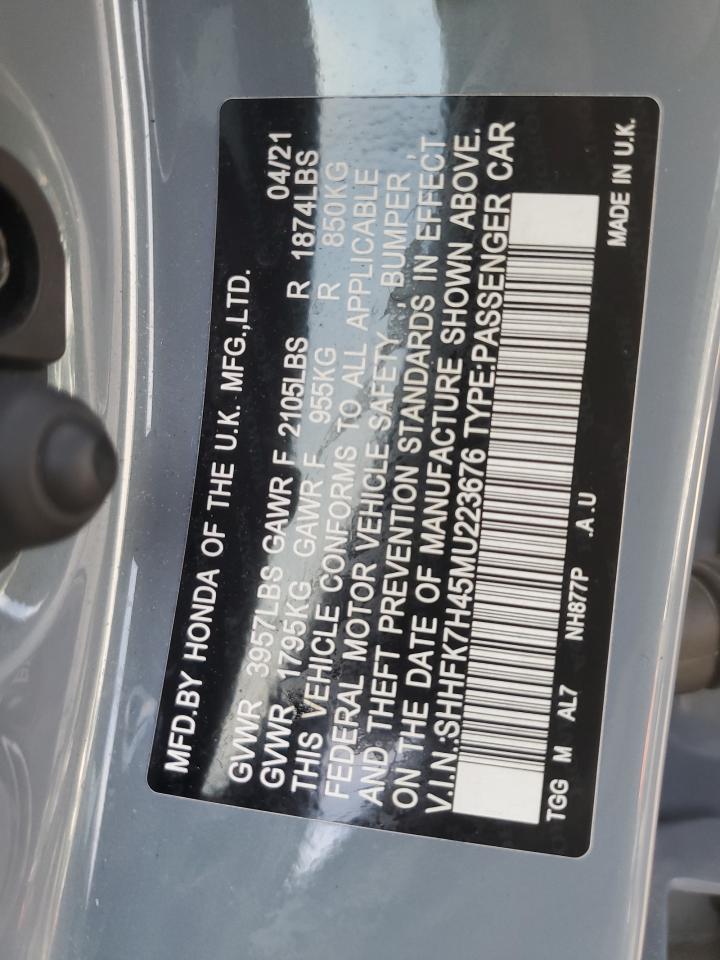 MFD.BY HONDA OF THE U.K. MFG.,LTD. 04/21
GVWR 3957LBS GAWR F 2105LBS R 1874LBS
GVWR 1795KG GAWR F 955KG R 850KG
THIS VEHICLE CONFORMS TO ALL APPLICABLE
FEDERAL MOTOR VEHICLE SAFETY , BUMPER ,
AND THEFT PREVENTION STANDARDS IN EFFECT
ON THE DATE OF MANUFACTURE SHOWN ABOVE.
V.I.N.:SHHFK7H45MU223676 TYPE:PASSENGER CAR
TGG M AL7 NH877P .A .U MADE IN U.K.